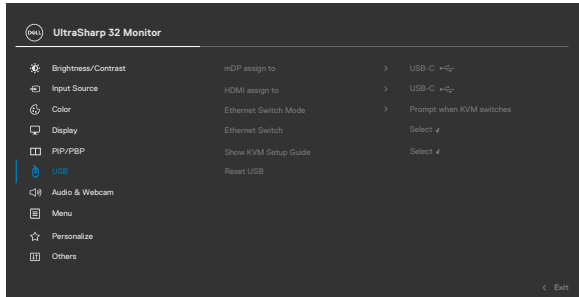 DELL UltraSharp 32 Monitor
Brightness/Contrast mDP assign to > USB-C
Input Source HDMI assign to > USB-C
Color Ethernet Switch Mode > Prompt when KVM switches
Display Ethernet Switch Select
PIP/PBP Show KVM Setup Guide Select
USB Reset USB
Audio & Webcam
Menu
Personalize
Others
< Exit